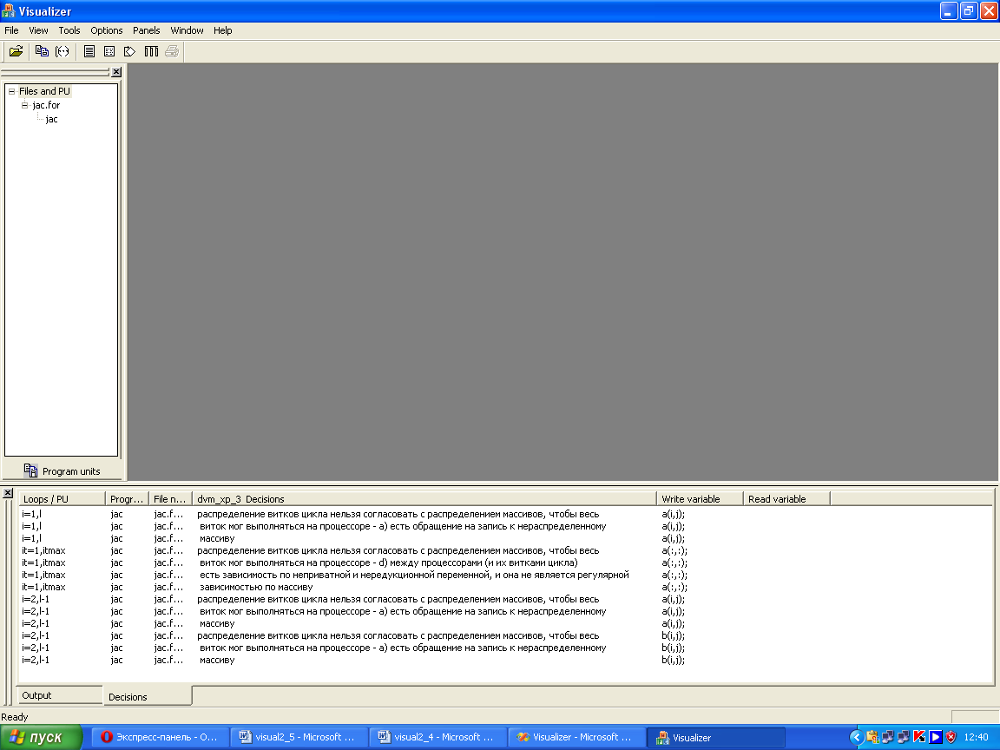 Visualizer
File View Tools Options Panels Window Help
Files and PU
jac.for
jac
Program units
Loops / PU Progr... File n... dvm_xp_3 Decisions Write variable Read variable
i=1,l jac jac.f... распределение витков цикла нельзя согласовать с распределением массивов, чтобы весь a(i,j);
i=1,l jac jac.f... виток мог выполняться на процессоре - a) есть обращение на запись к нераспределенному a(i,j);
i=1,l jac jac.f... массиву a(i,j);
it=1,itmax jac jac.f... распределение витков цикла нельзя согласовать с распределением массивов, чтобы весь a(:,:);
it=1,itmax jac jac.f... виток мог выполняться на процессоре - d) между процессорами (и их витками цикла) a(:,:);
it=1,itmax jac jac.f... есть зависимость по неприватной и нередукционной переменной, и она не является регулярной a(:,:);
it=1,itmax jac jac.f... зависимостью по массиву a(:,:);
i=2,l-1 jac jac.f... распределение витков цикла нельзя согласовать с распределением массивов, чтобы весь a(i,j);
i=2,l-1 jac jac.f... виток мог выполняться на процессоре - a) есть обращение на запись к нераспределенному a(i,j);
i=2,l-1 jac jac.f... массиву a(i,j);
i=2,l-1 jac jac.f... распределение витков цикла нельзя согласовать с распределением массивов, чтобы весь b(i,j);
i=2,l-1 jac jac.f... виток мог выполняться на процессоре - a) есть обращение на запись к нераспределенному b(i,j);
i=2,l-1 jac jac.f... массиву b(i,j);
Output Decisions
Ready
пуск Экспресс-панель - O... visual2_5 - Microsoft ... visual2_4 - Microsoft ... Visualizer - Microsoft ... Visualizer 12:40